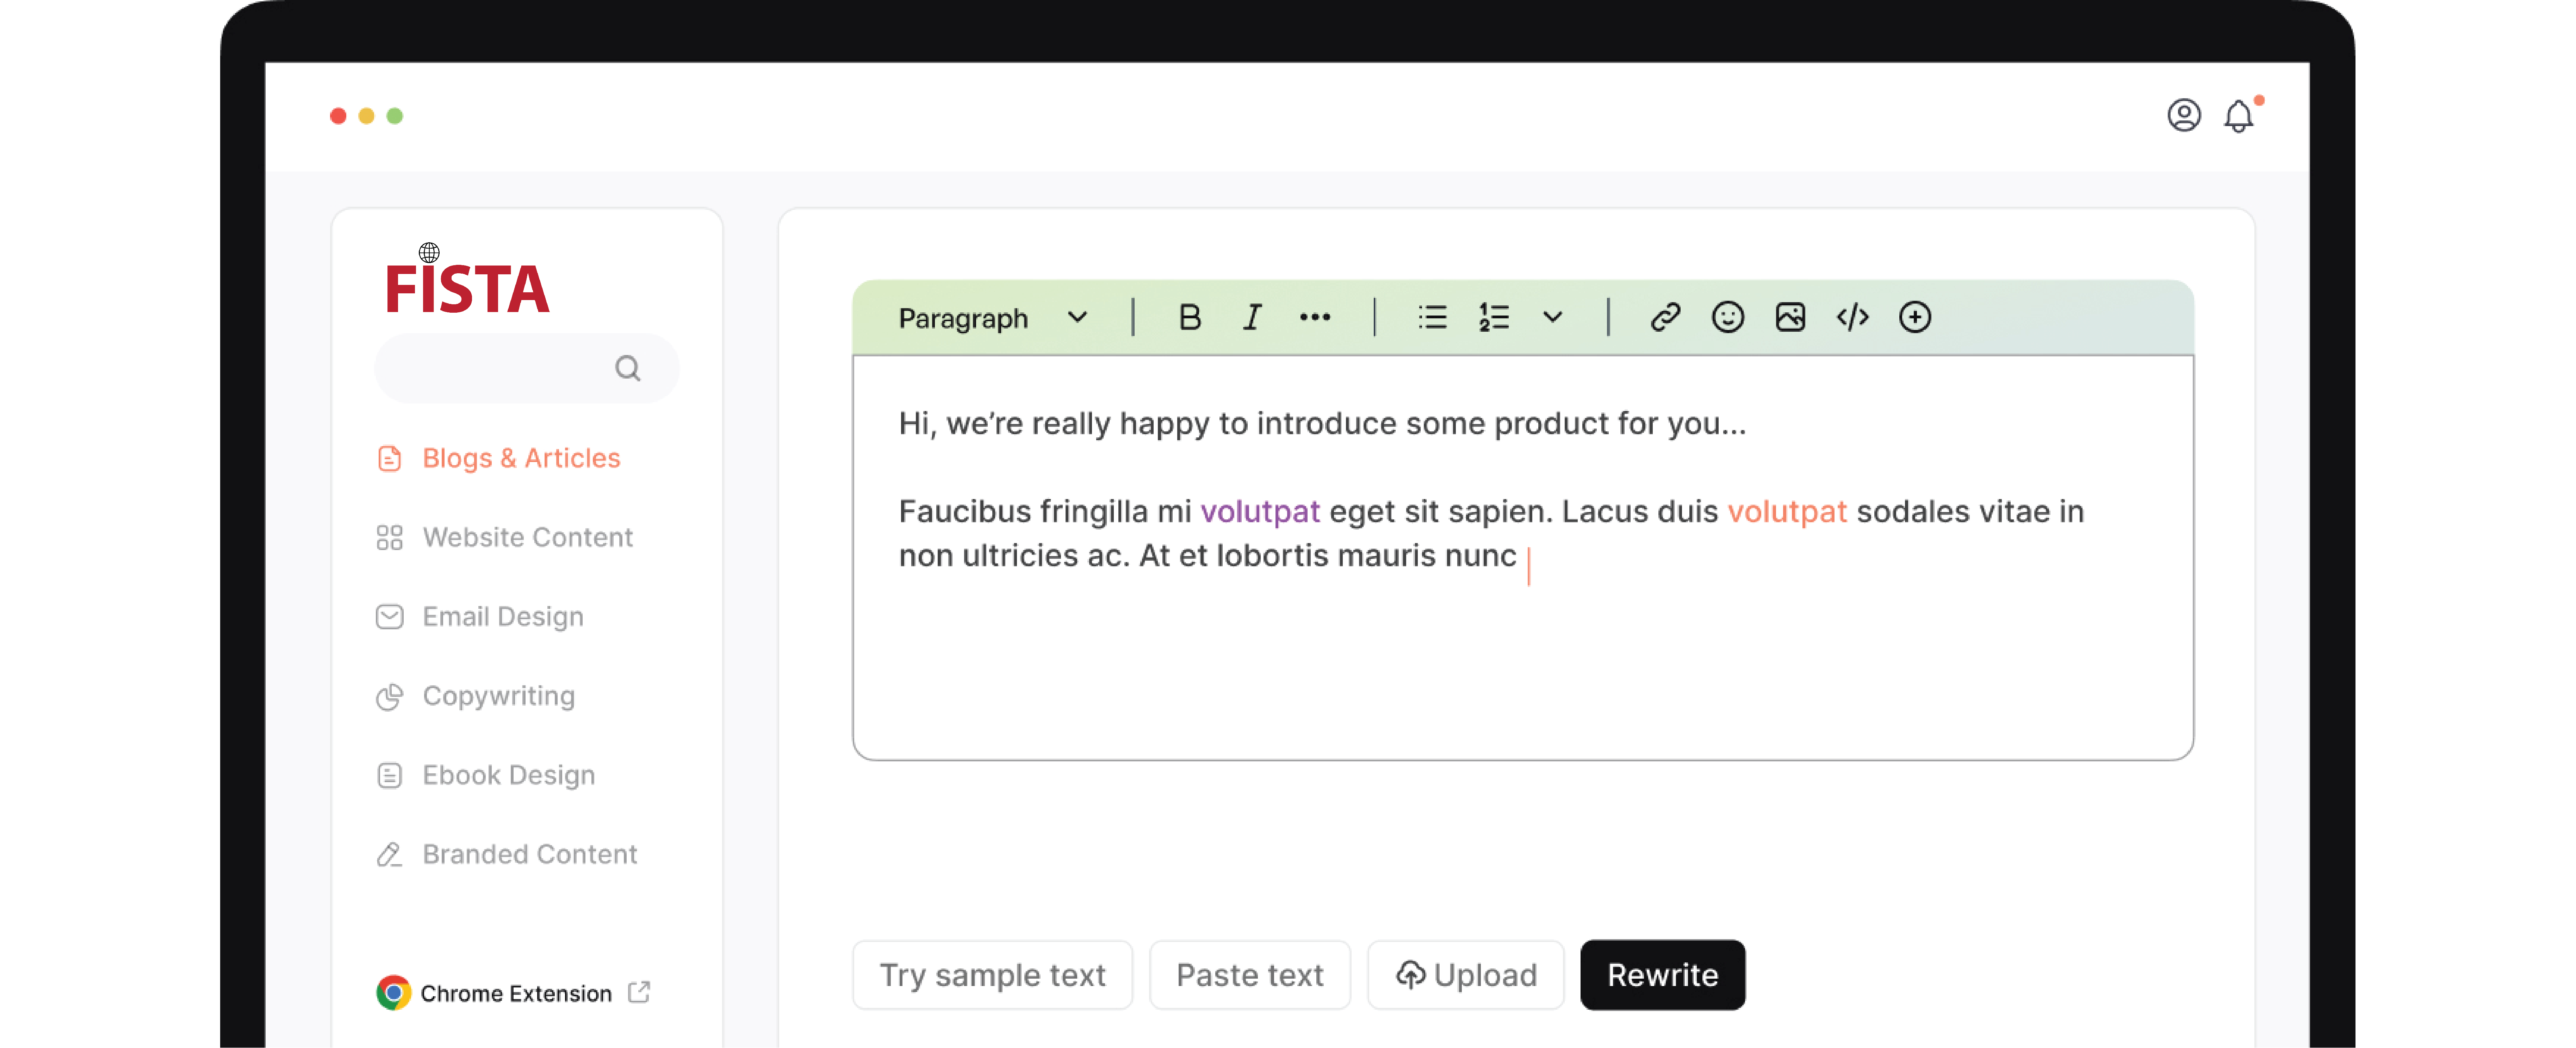 FISTA
Blogs & Articles
Website Content
Email Design
Copywriting
Ebook Design
Branded Content
Chrome Extension
Paragraph
B I
Hi, we’re really happy to introduce some product for you...
Faucibus fringilla mi volutpat eget sit sapien. Lacus duis volutpat sodales vitae in
non ultricies ac. At et lobortis mauris nunc
Try sample text
Paste text
Upload
Rewrite